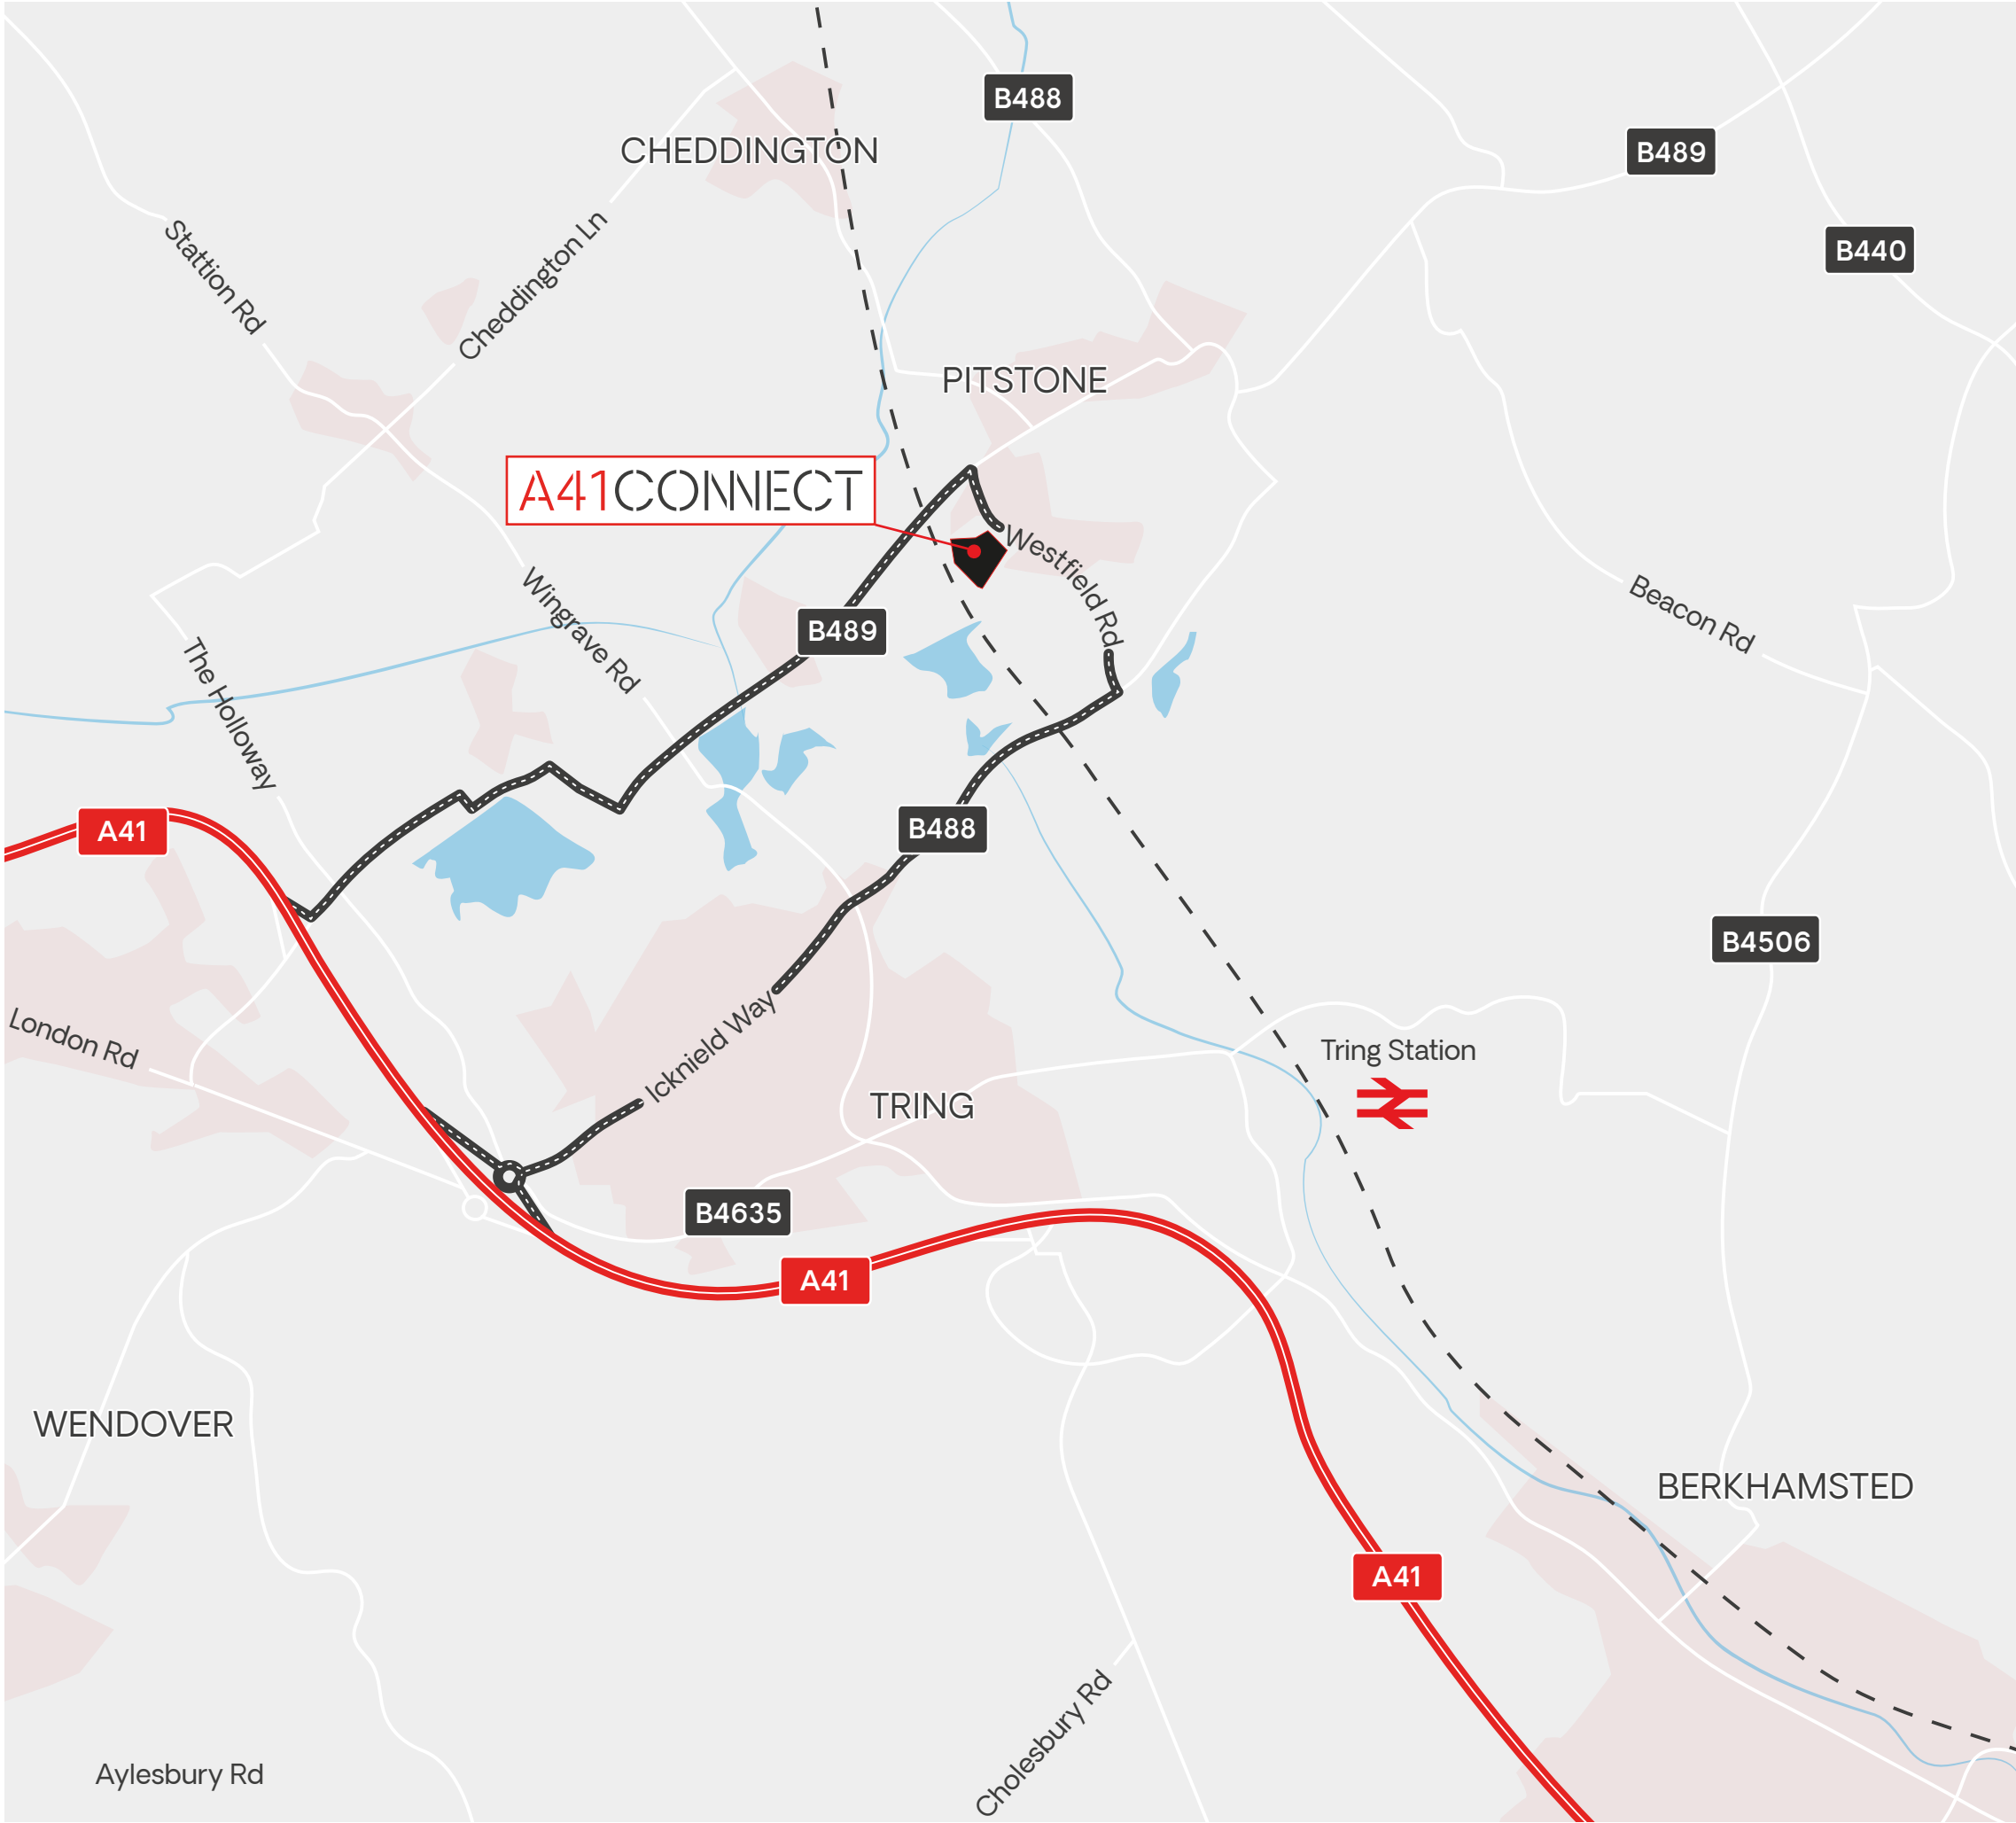 B488
CHEDDINGTON
B489
B440
Stattion Rd
Cheddington Ln
PITSTONE
A41CONNECT
Westfield Rd
Wingrave Rd
B489
Beacon Rd
The Holloway
A41
B488
B4506
London Rd
Icknield Way
Tring Station
TRING
B4635
A41
WENDOVER
BERKHAMSTED
A41
Cholesbury Rd
Aylesbury Rd